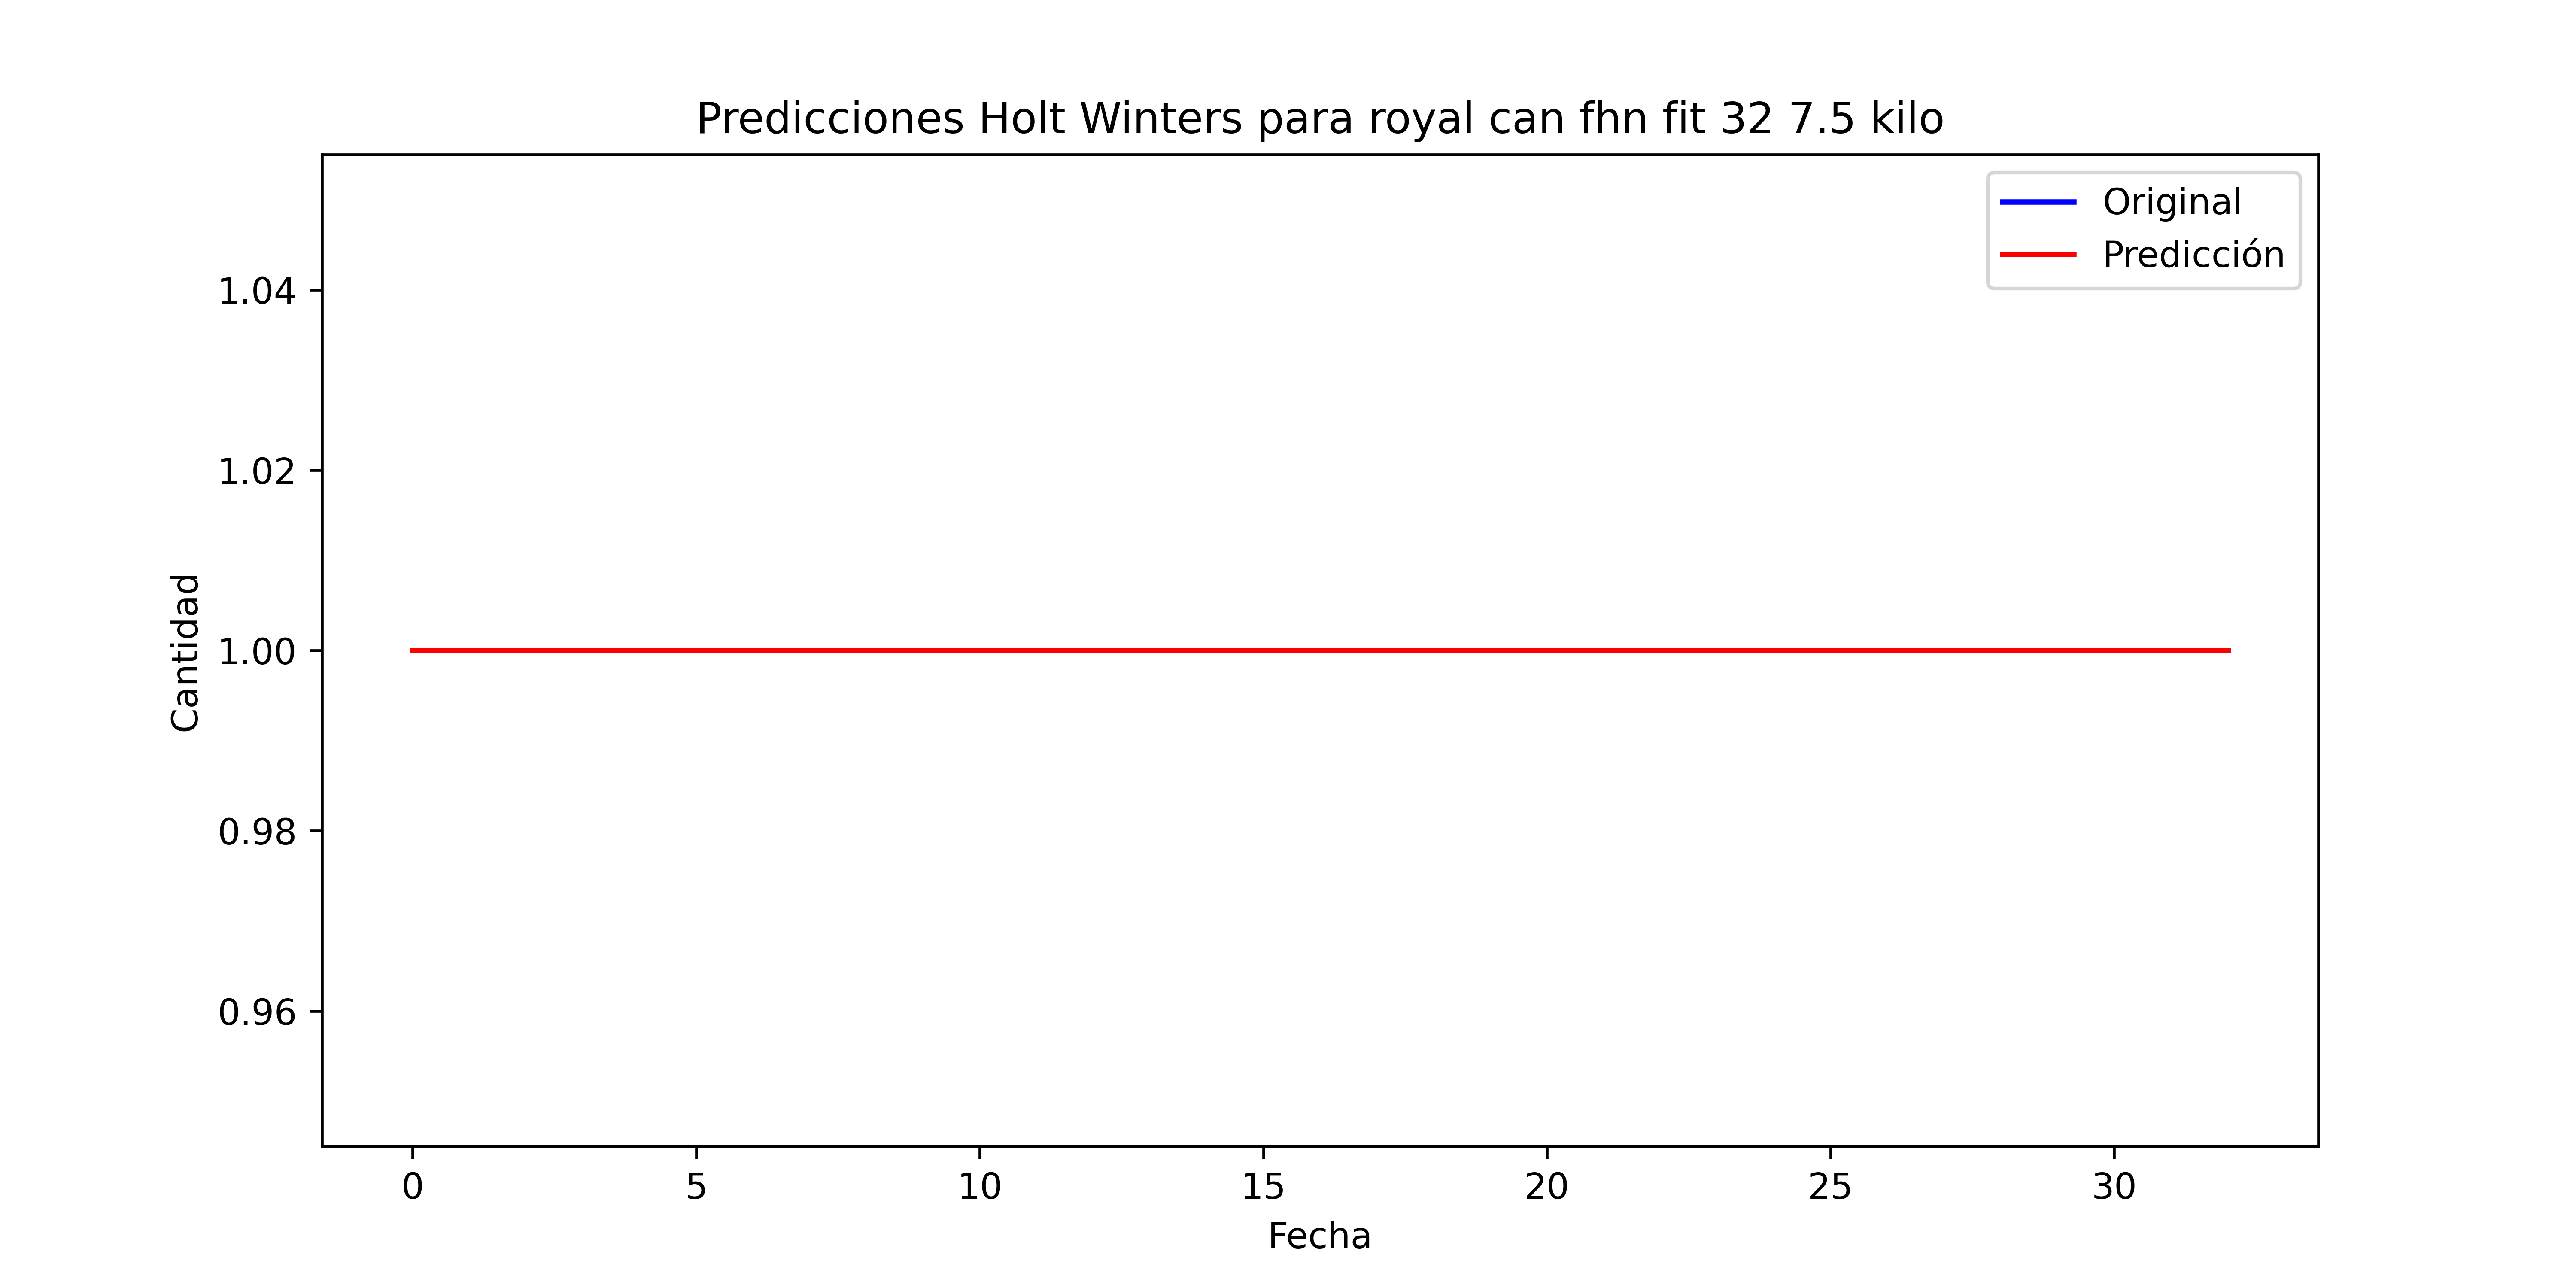 Predicciones Holt Winters para royal can fhn fit 32 7.5 kilo
Original
Predicción
1.04
1.02
1.00
0.98
0.96
Cantidad
0
5
10
15
20
25
30
Fecha